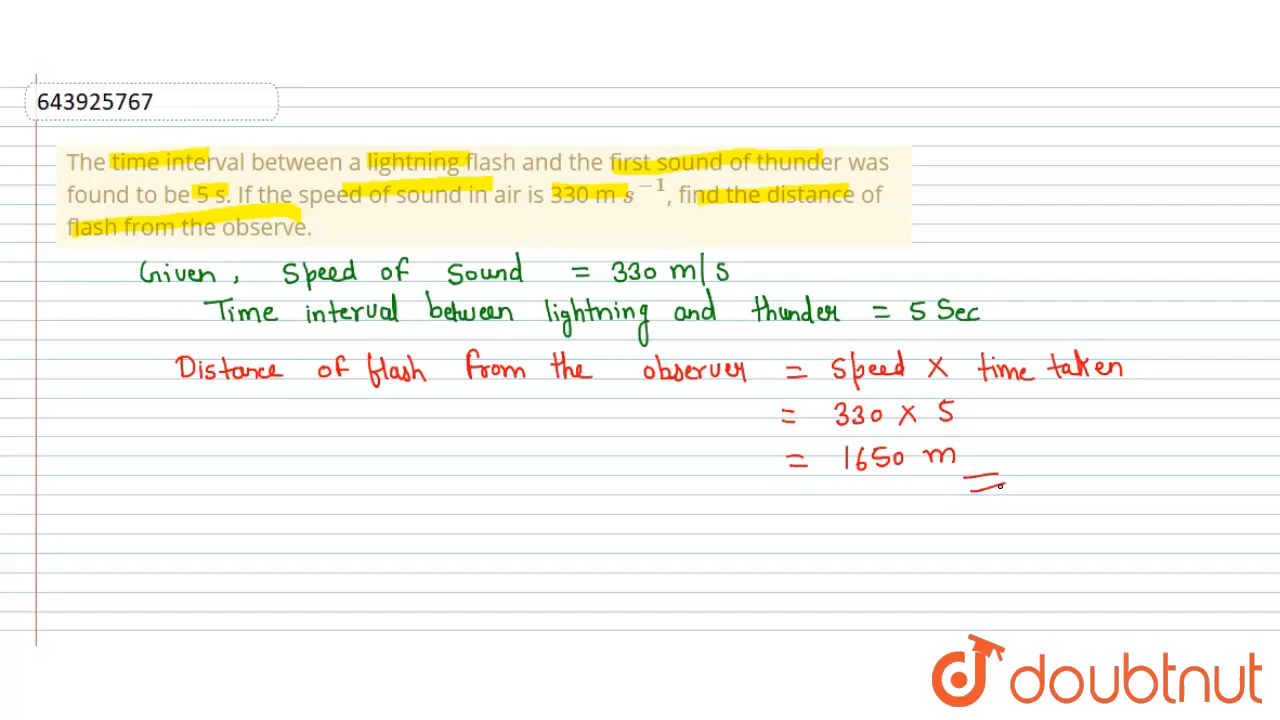 643925767
The time interval between a lightning flash and the first sound of thunder was
found to be 5 s. If the speed of sound in air is 330 m s⁻¹, find the distance of
flash from the observe.
Given, Speed of Sound = 330 m/s
Time interval between lightning and thunder = 5 Sec
Distance of flash from the observer = Speed × time taken
= 330 × 5
= 1650 m
doubtnut